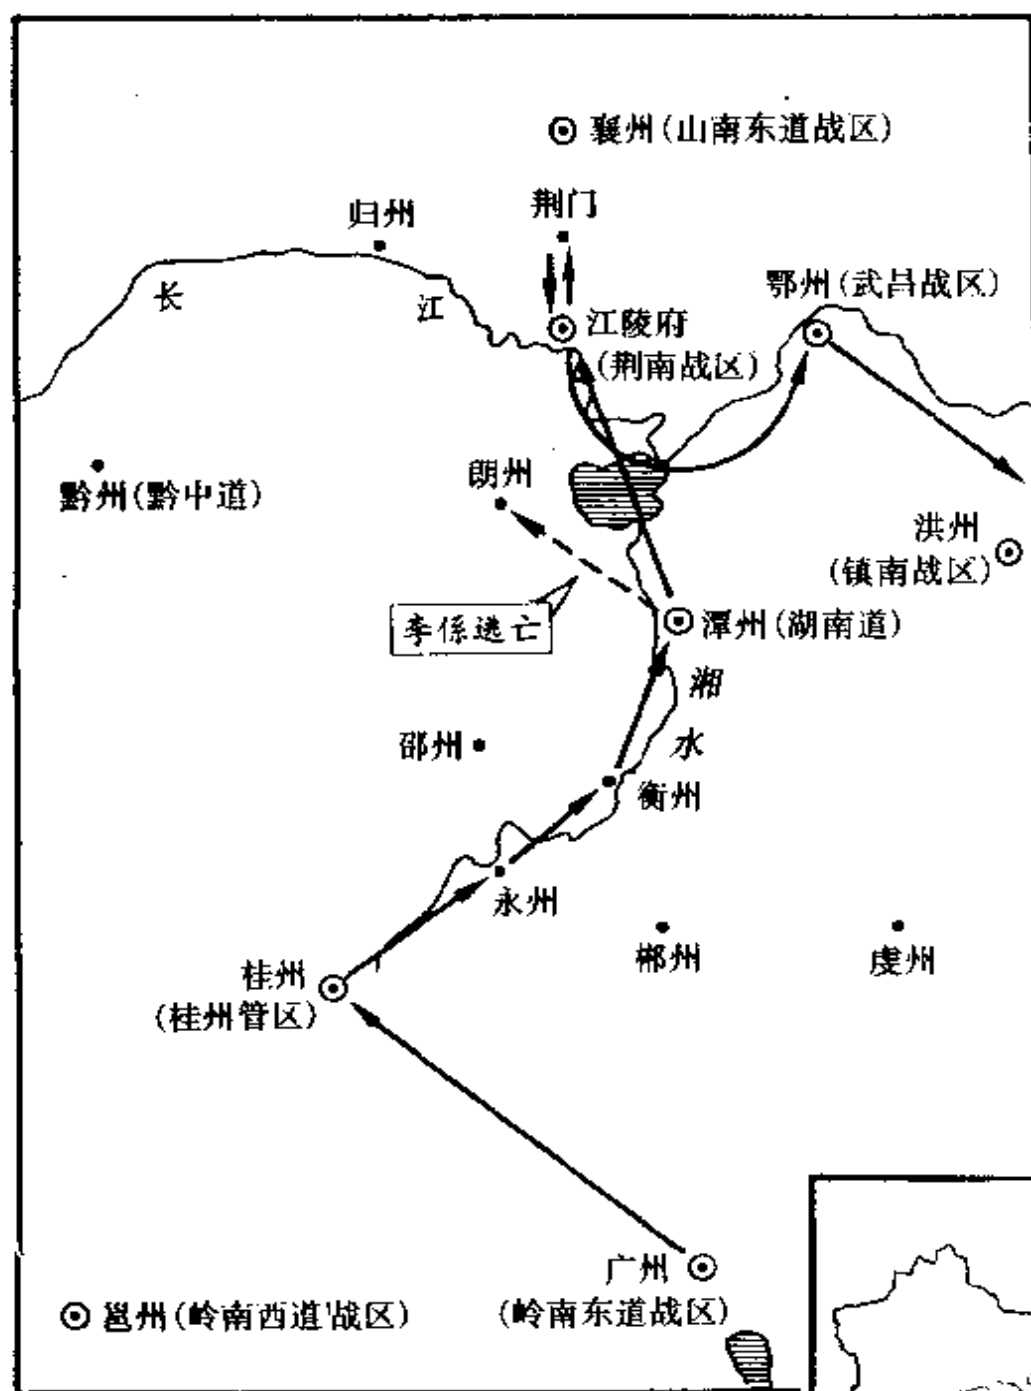 襄州(山南东道战区)
荆门
归州
鄂州(武昌战区)
长
江
江陵府
(荆南战区)
朗州
黔州(黔中道)
洪州
(镇南战区)
李係逃亡
潭州(湖南道)
湘
水
邵州
衡州
永州
郴州
虔州
桂州
(桂州管区)
广州
(岭南东道战区)
邕州(岭南西道战区)